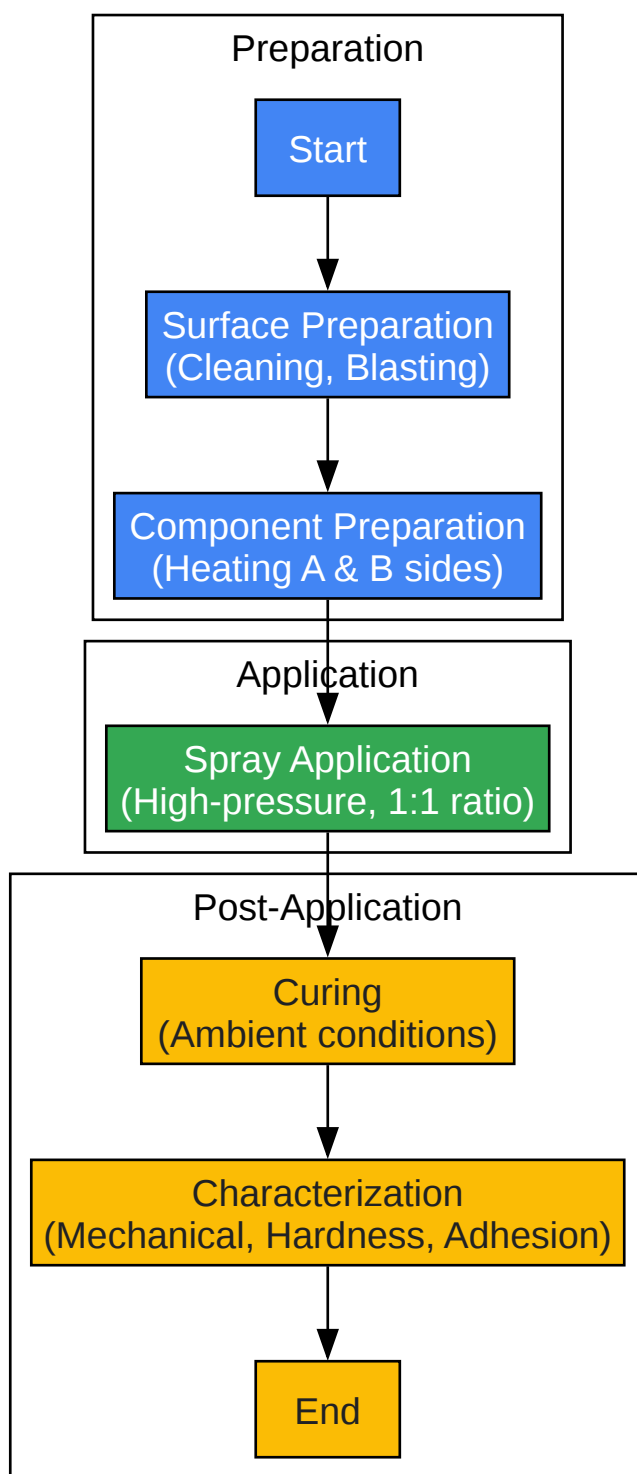 Preparation
Start
Surface Preparation
(Cleaning, Blasting)
Component Preparation
(Heating A & B sides)
Application
Spray Application
(High-pressure, 1:1 ratio)
Post-Application
Curing
(Ambient conditions)
Characterization
(Mechanical, Hardness, Adhesion)
End